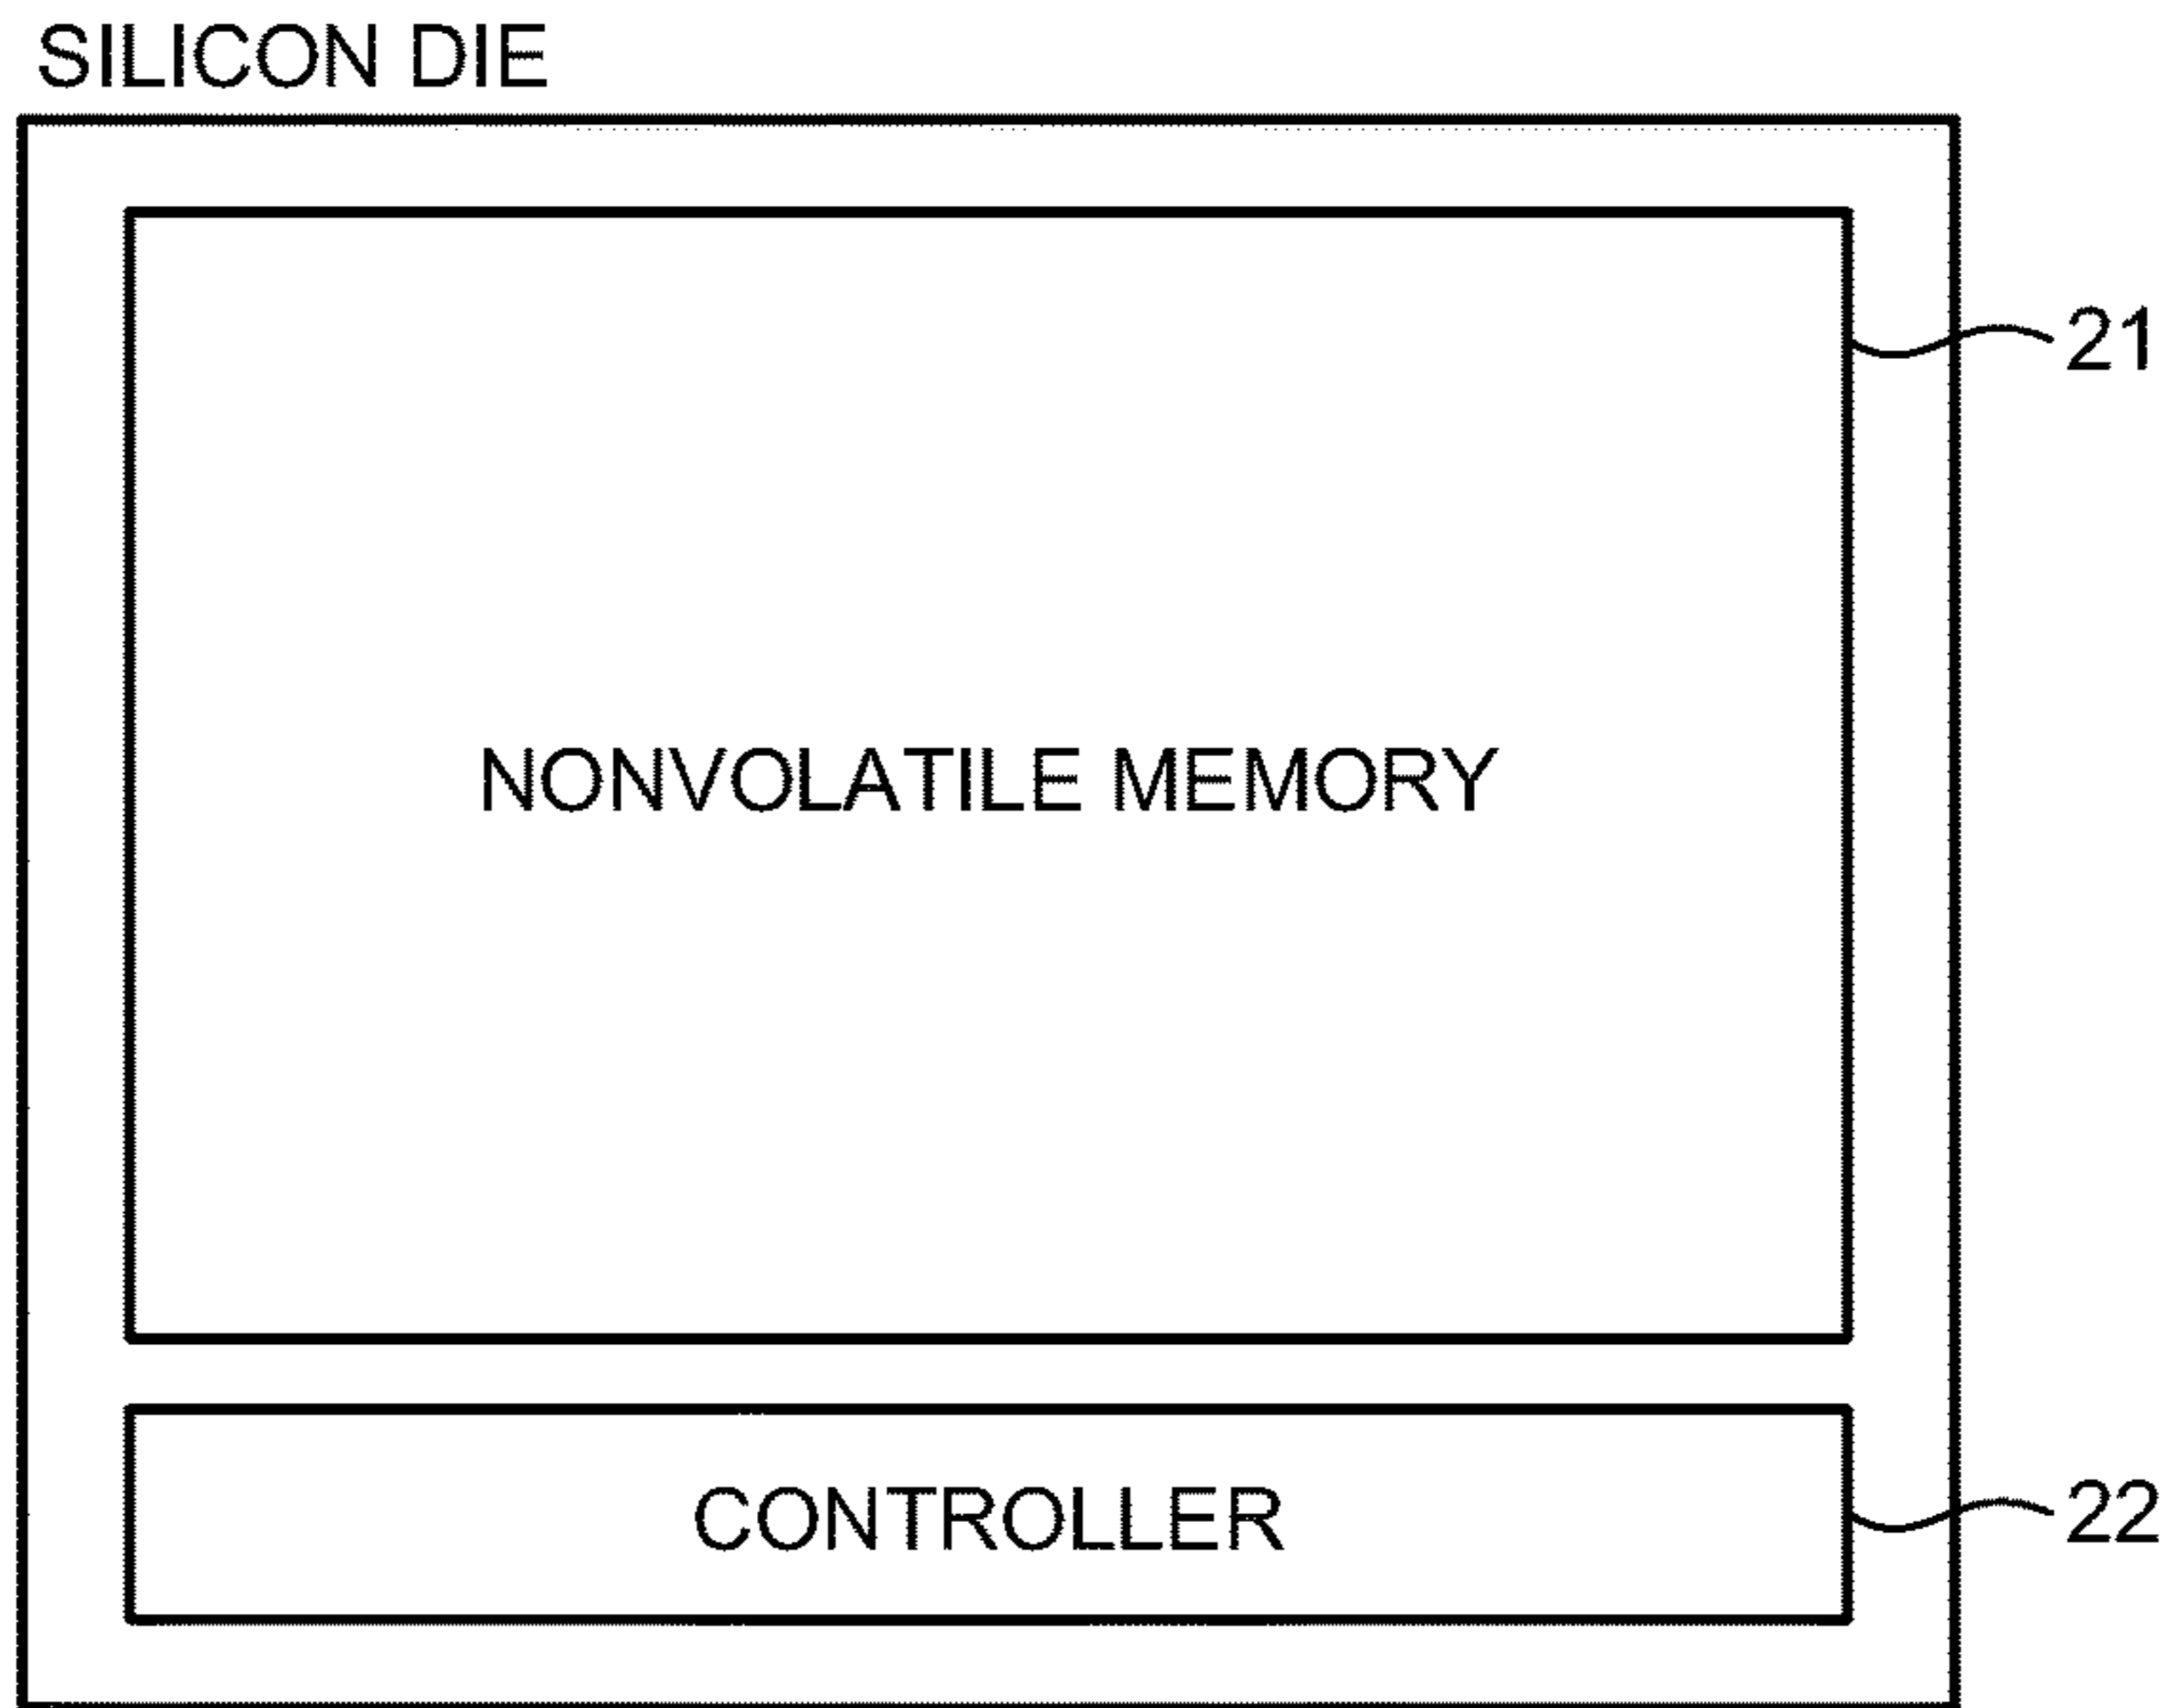 SILICON DIE
21
NONVOLATILE MEMORY
CONTROLLER
22